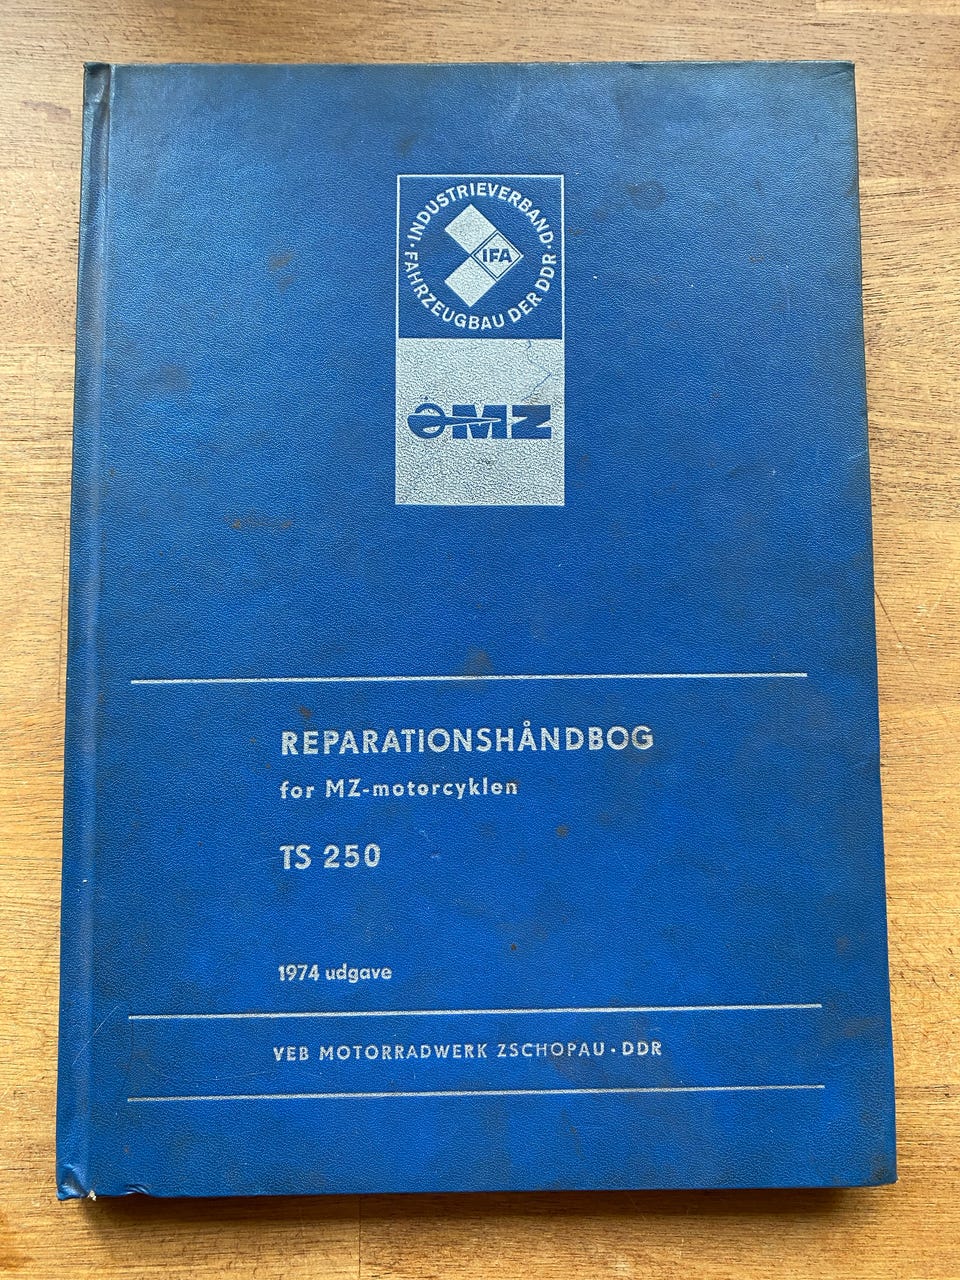 · INDUSTRIEVERBAND ·
FAHRZEUGBAU DER DDR
IFA
MZ
REPARATIONSHÅNDBOG
for MZ-motorcyklen
TS 250
1974 udgave
VEB MOTORRADWERK ZSCHOPAU · DDR